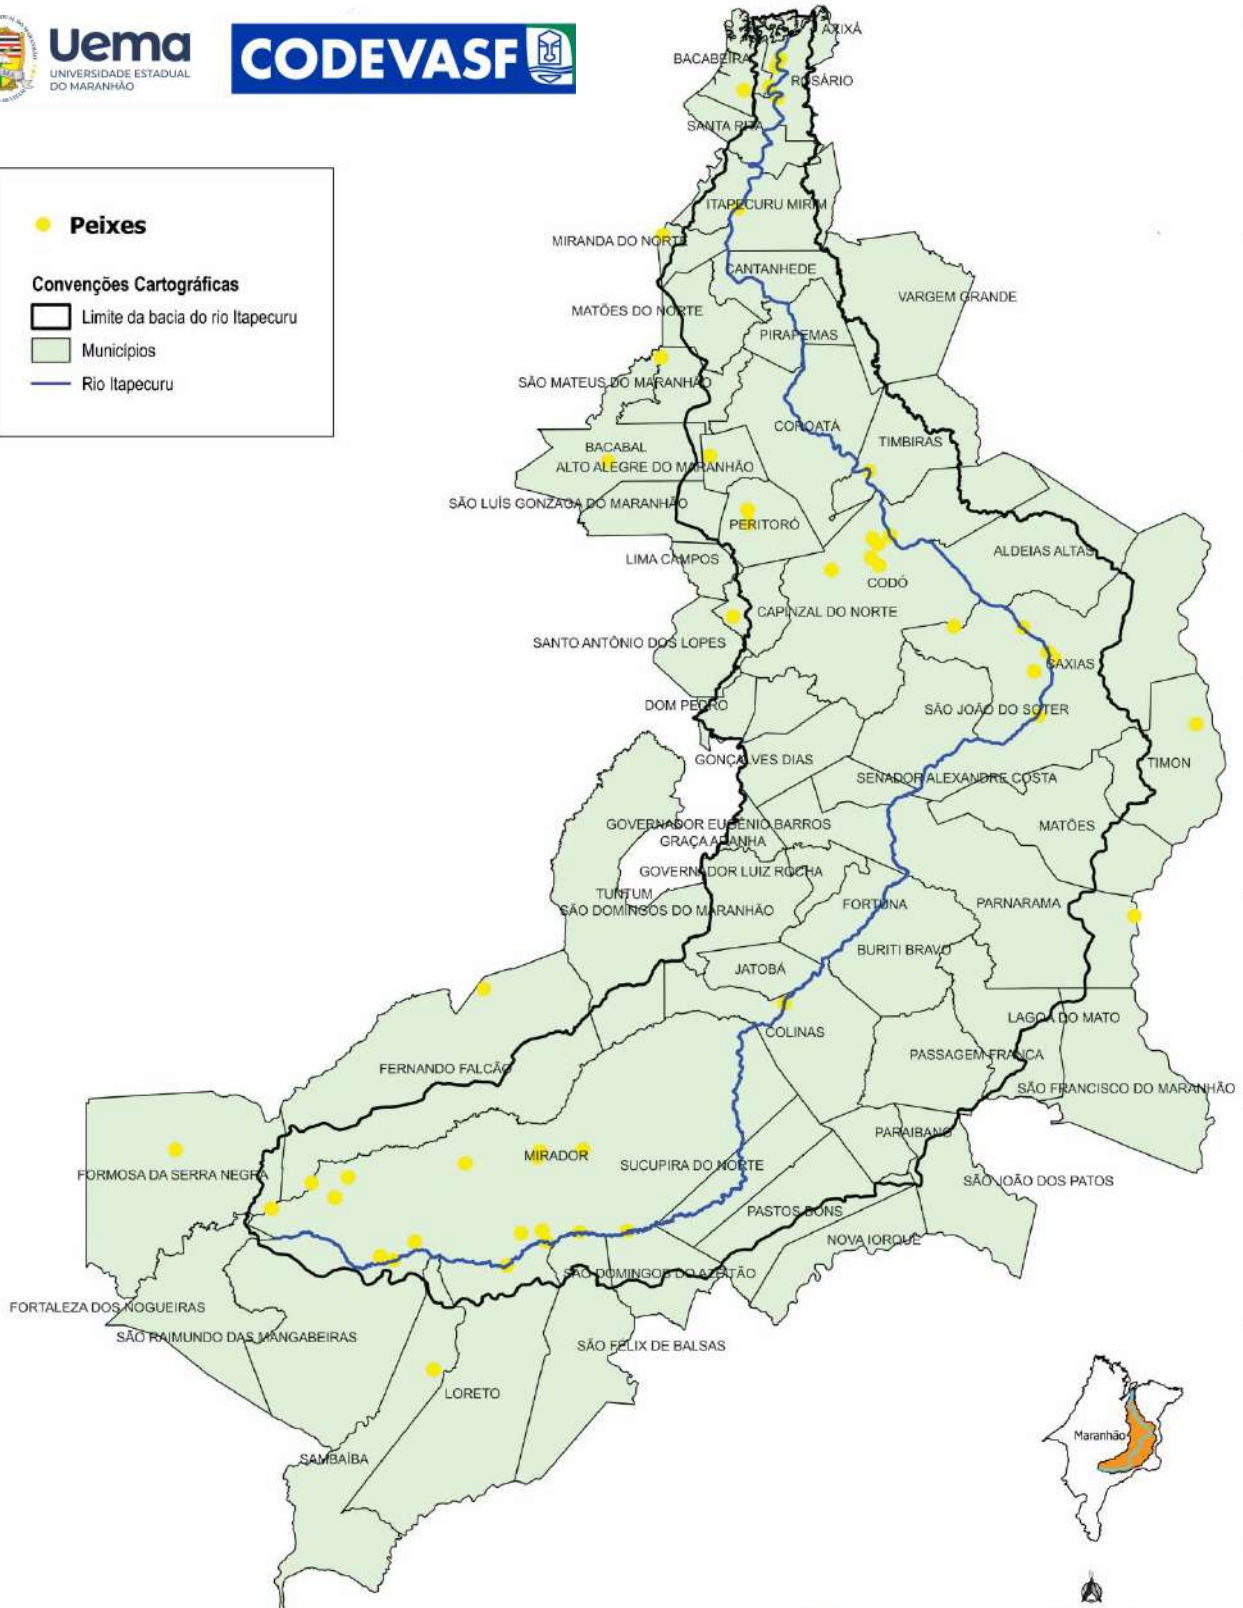 Uema
UNIVERSIDADE ESTADUAL
DO MARANHÃO
CODEVASF
Peixes
Convenções Cartográficas
Limite da bacia do rio Itapecuru
Municípios
Rio Itapecuru
AXIXÁ
BACABEIRA
ROSÁRIO
SANTA RITA
ITAPECURU MIRIM
MIRANDA DO NORTE
CANTANHEDE
VARGEM GRANDE
MATÕES DO NORTE
PIRAPEMAS
SÃO MATEUS DO MARANHÃO
COROATÁ
TIMBIRAS
BACABAL
ALTO ALEGRE DO MARANHÃO
SÃO LUÍS GONZAGA DO MARANHÃO
PERITORÓ
LIMA CAMPOS
ALDEIAS ALTAS
CODÓ
CAPINZAL DO NORTE
SANTO ANTÔNIO DOS LOPES
CAXIAS
DOM PEDRO
SÃO JOÃO DO SOTER
GONÇALVES DIAS
TIMON
SENADOR ALEXANDRE COSTA
GOVERNADOR EUGÊNIO BARROS
MATÕES
GRAÇA ARANHA
GOVERNADOR LUIZ ROCHA
TUNTUM
SÃO DOMINGOS DO MARANHÃO
FORTUNA
PARNARAMA
BURITI BRAVO
JATOBÁ
LAGOA DO MATO
COLINAS
PASSAGEM FRANCA
FERNANDO FALCÃO
SÃO FRANCISCO DO MARANHÃO
PARAIBANO
MIRADOR
SUCUPIRA DO NORTE
FORMOSA DA SERRA NEGRA
SÃO JOÃO DOS PATOS
PASTOS BONS
NOVA IORQUE
SÃO DOMINGOS DO AZEITÃO
FORTALEZA DOS NOGUEIRAS
SÃO RAIMUNDO DAS MANGABEIRAS
SÃO FÉLIX DE BALSAS
LORETO
SAMBAÍBA
Maranhão